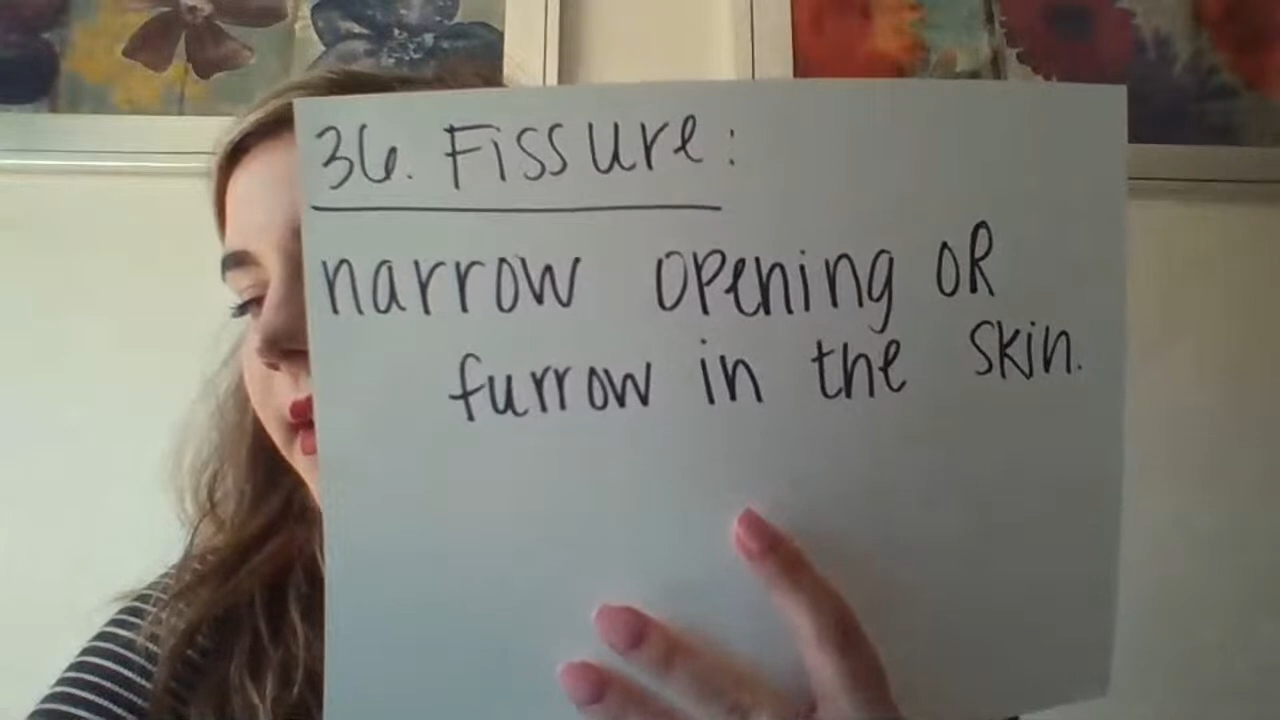 36. Fissure:
narrow opening OR
furrow in the skin.